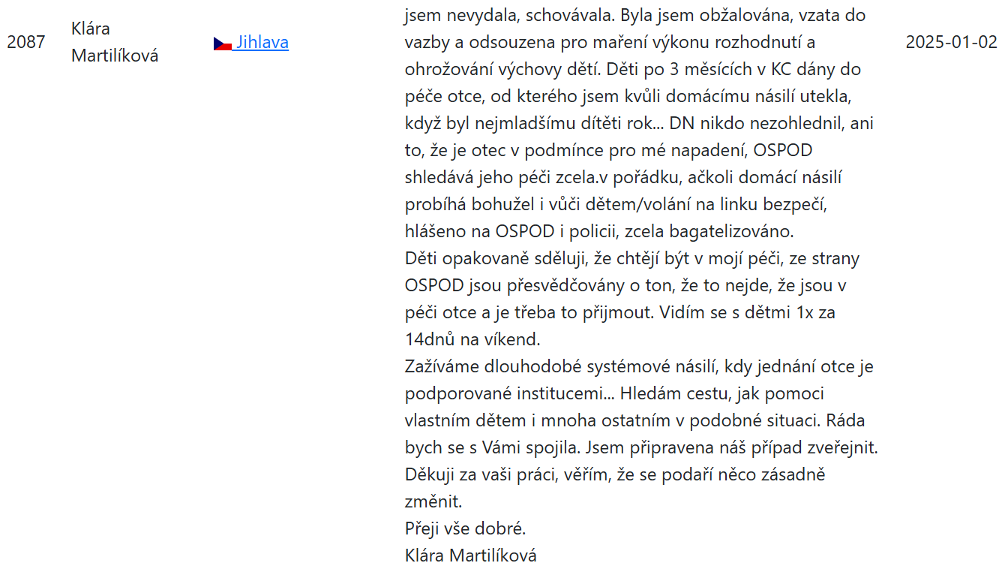 jsem nevydala, schovávala. Byla jsem obžalována, vzata do
2087 Klára Martilíková Jihlava vazby a odsouzena pro maření výkonu rozhodnutí a 2025-01-02
ohrožování výchovy dětí. Děti po 3 měsících v KC dány do
péče otce, od kterého jsem kvůli domácímu násilí utekla,
když byl nejmladšímu dítěti rok... DN nikdo nezohlednil, ani
to, že je otec v podmínce pro mé napadení, OSPOD
shledává jeho péči zcela.v pořádku, ačkoli domácí násilí
probíhá bohužel i vůči dětem/volání na linku bezpečí,
hlášeno na OSPOD i policii, zcela bagatelizováno.
Děti opakovaně sděluji, že chtějí být v mojí péči, ze strany
OSPOD jsou přesvědčovány o ton, že to nejde, že jsou v
péči otce a je třeba to přijmout. Vidím se s dětmi 1x za
14dnů na víkend.
Zažíváme dlouhodobé systémové násilí, kdy jednání otce je
podporované institucemi... Hledám cestu, jak pomoci
vlastním dětem i mnoha ostatním v podobné situaci. Ráda
bych se s Vámi spojila. Jsem připravena náš případ zveřejnit.
Děkuji za vaši práci, věřím, že se podaří něco zásadně
změnit.
Přeji vše dobré.
Klára Martilíková